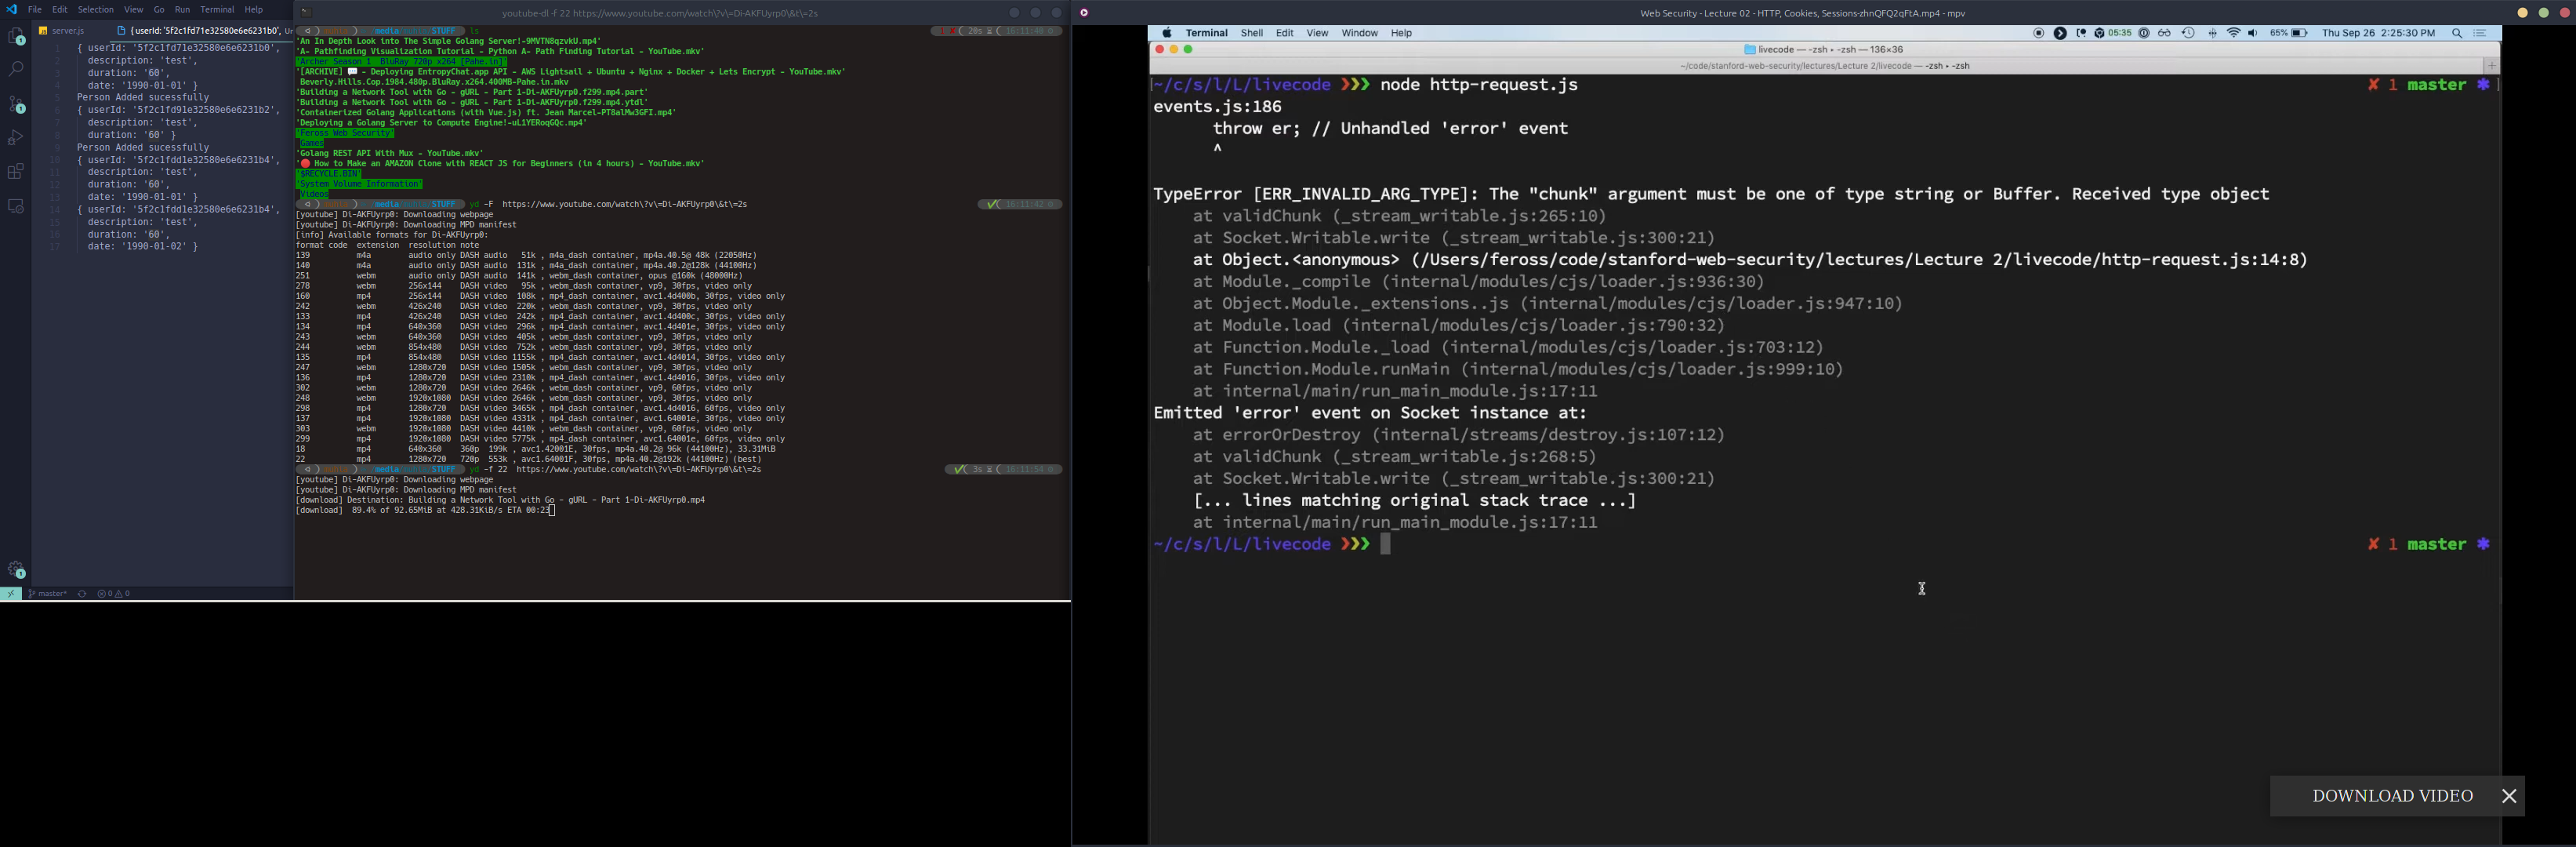 File Edit Selection View Go Run Terminal Help
server.js
{ userId: '5f2c1fd71e32580e6e6231b0', Un
1 { userId: '5f2c1fd71e32580e6e6231b0',
2 description: 'test',
3 duration: '60',
4 date: '1990-01-01' }
5 Person Added sucessfully
6 { userId: '5f2c1fd91e32580e6e6231b2',
7 description: 'test',
8 duration: '60' }
9 Person Added sucessfully
10 { userId: '5f2c1fdd1e32580e6e6231b4',
11 description: 'test',
12 duration: '60',
13 date: '1990-01-01' }
14 { userId: '5f2c1fdd1e32580e6e6231b4',
15 description: 'test',
16 duration: '60',
17 date: '1990-01-02' }
master* 0 0
youtube-dl -f 22 https://www.youtube.com/watch\?v\=Di-AKFUyrp0\&t\=2s
media STUFF ls
28s 16:11:40
'An In Depth Look into The Simple Golang Server!-9MVTN8qzvkU.mp4'
'A- Pathfinding Visualization Tutorial - Python A- Path Finding Tutorial - YouTube.mkv'
'Archer Season 1 BluRay 720p x264 [Pahe.in]'
'[ARCHIVE] 💬 - Deploying EntropyChat.app API - AWS Lightsail + Ubuntu + Nginx + Docker + Lets Encrypt - YouTube.mkv'
Beverly.Hills.Cop.1984.480p.BluRay.x264.400MB-Pahe.in.mkv
'Building a Network Tool with Go - gURL - Part 1-Di-AKFUyrp0.f299.mp4.part'
'Building a Network Tool with Go - gURL - Part 1-Di-AKFUyrp0.f299.mp4.ytdl'
'Containerized Golang Applications (with Vue.js) ft. Jean Marcel-PT8alMw3GFI.mp4'
'Deploying a Golang Server to Compute Engine!-uL1YERoqGQc.mp4'
'Feross Web Security'
Games
'Golang REST API With Mux - YouTube.mkv'
'🔴 How to Make an AMAZON Clone with REACT JS for Beginners (in 4 hours) - YouTube.mkv'
'$RECYCLE.BIN'
'System Volume Information'
Videos
media STUFF yd -F https://www.youtube.com/watch\?v\=Di-AKFUyrp0\&t\=2s
16:11:42
[youtube] Di-AKFUyrp0: Downloading webpage
[youtube] Di-AKFUyrp0: Downloading MPD manifest
[info] Available formats for Di-AKFUyrp0:
format code extension resolution note
139 m4a audio only DASH audio 51k , m4a_dash container, mp4a.40.5@ 48k (22050Hz)
140 m4a audio only DASH audio 131k , m4a_dash container, mp4a.40.2@128k (44100Hz)
251 webm audio only DASH audio 141k , webm_dash container, opus @160k (48000Hz)
278 webm 256x144 DASH video 95k , webm_dash container, vp9, 30fps, video only
160 mp4 256x144 DASH video 108k , mp4_dash container, avc1.4d400b, 30fps, video only
242 webm 426x240 DASH video 220k , webm_dash container, vp9, 30fps, video only
133 mp4 426x240 DASH video 242k , mp4_dash container, avc1.4d400c, 30fps, video only
134 mp4 640x360 DASH video 296k , mp4_dash container, avc1.4d401e, 30fps, video only
243 webm 640x360 DASH video 405k , webm_dash container, vp9, 30fps, video only
244 webm 854x480 DASH video 752k , webm_dash container, vp9, 30fps, video only
135 mp4 854x480 DASH video 1155k , mp4_dash container, avc1.4d4014, 30fps, video only
247 webm 1280x720 DASH video 1505k , webm_dash container, vp9, 30fps, video only
136 mp4 1280x720 DASH video 2310k , mp4_dash container, avc1.4d4016, 30fps, video only
302 webm 1280x720 DASH video 2646k , webm_dash container, vp9, 60fps, video only
248 webm 1920x1080 DASH video 2646k , webm_dash container, vp9, 30fps, video only
298 mp4 1280x720 DASH video 3465k , mp4_dash container, avc1.4d4016, 60fps, video only
137 mp4 1920x1080 DASH video 4331k , mp4_dash container, avc1.640016e, 30fps, video only
303 webm 1920x1080 DASH video 4410k , webm_dash container, vp9, 60fps, video only
299 mp4 1920x1080 DASH video 5775k , mp4_dash container, avc1.64001e, 60fps, video only
18 mp4 640x360 360p 199k , avc1.42001E, 30fps, mp4a.40.2@ 96k (44100Hz), 33.31MiB
22 mp4 1280x720 720p 553k , avc1.64001F, 30fps, mp4a.40.2@192k (44100Hz) (best)
media STUFF yd -f 22 https://www.youtube.com/watch\?v\=Di-AKFUyrp0\&t\=2s
3s 16:11:54
[youtube] Di-AKFUyrp0: Downloading webpage
[youtube] Di-AKFUyrp0: Downloading MPD manifest
[download] Destination: Building a Network Tool with Go - gURL - Part 1-Di-AKFUyrp0.mp4
[download] 89.4% of 92.65MiB at 428.31KiB/s ETA 00:23
Web Security - Lecture 02 - HTTP, Cookies, Sessions-zhnQFQ2qFtA.mp4 - mpv
Terminal Shell Edit View Window Help
05:35 65% Thu Sep 26 2:25:30 PM
livecode — -zsh ▸ -zsh — 136×36
~/code/stanford-web-security/lectures/Lecture 2/livecode — -zsh ▸ -zsh
~/c/s/l/L/livecode ❯❯❯ node http-request.js ✘ 1 master ✱
events.js:186
throw er; // Unhandled 'error' event
^
TypeError [ERR_INVALID_ARG_TYPE]: The "chunk" argument must be one of type string or Buffer. Received type object
at validChunk (_stream_writable.js:265:10)
at Socket.Writable.write (_stream_writable.js:300:21)
at Object.<anonymous> (/Users/feross/code/stanford-web-security/lectures/Lecture 2/livecode/http-request.js:14:8)
at Module._compile (internal/modules/cjs/loader.js:936:30)
at Object.Module._extensions..js (internal/modules/cjs/loader.js:947:10)
at Module.load (internal/modules/cjs/loader.js:790:32)
at Function.Module._load (internal/modules/cjs/loader.js:703:12)
at Function.Module.runMain (internal/modules/cjs/loader.js:999:10)
at internal/main/run_main_module.js:17:11
Emitted 'error' event on Socket instance at:
at errorOrDestroy (internal/streams/destroy.js:107:12)
at validChunk (_stream_writable.js:268:5)
at Socket.Writable.write (_stream_writable.js:300:21)
[... lines matching original stack trace ...]
at internal/main/run_main_module.js:17:11
~/c/s/l/L/livecode ❯❯❯ ✘ 1 master ✱
DOWNLOAD VIDEO